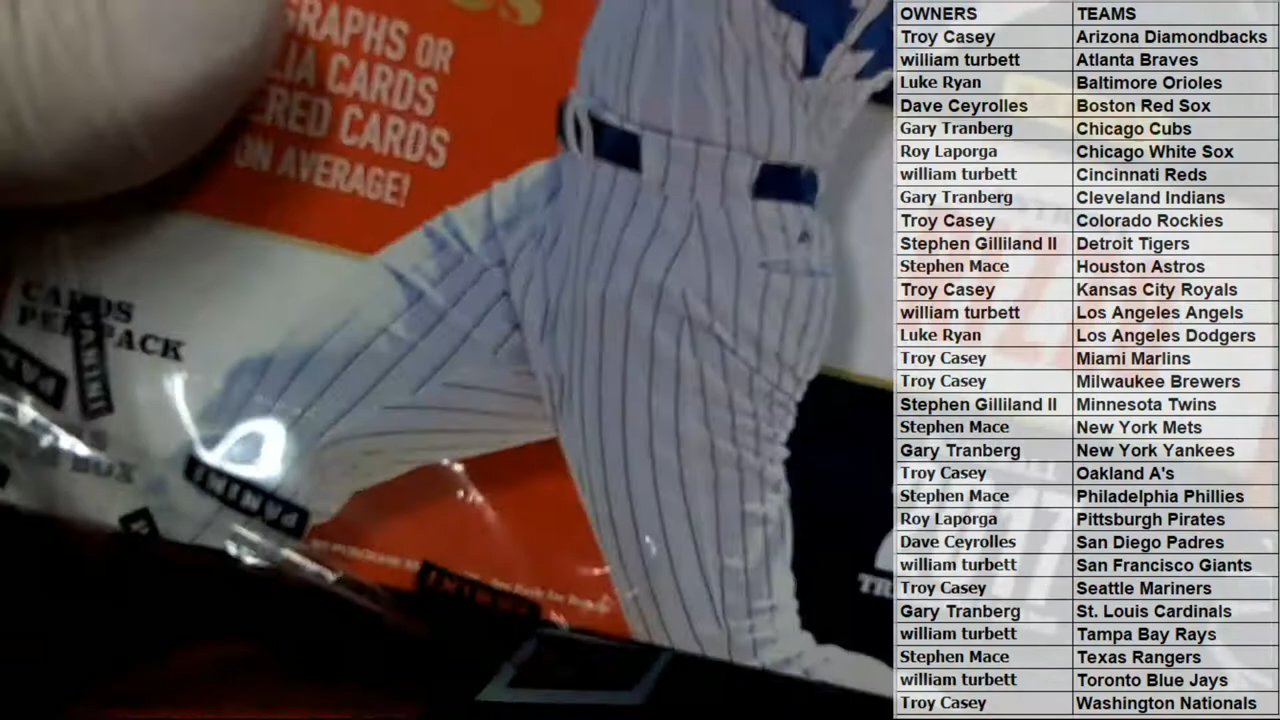 GRAPHS OR
LIA CARDS
ERED CARDS
ON AVERAGE!
CARDS
PER PACK
PANINI
BOX
PANINI
PANINI
TR
OWNERS TEAMS
Troy Casey Arizona Diamondbacks
william turbett Atlanta Braves
Luke Ryan Baltimore Orioles
Dave Ceyrolles Boston Red Sox
Gary Tranberg Chicago Cubs
Roy Laporga Chicago White Sox
william turbett Cincinnati Reds
Gary Tranberg Cleveland Indians
Troy Casey Colorado Rockies
Stephen Gilliland II Detroit Tigers
Stephen Mace Houston Astros
Troy Casey Kansas City Royals
william turbett Los Angeles Angels
Luke Ryan Los Angeles Dodgers
Troy Casey Miami Marlins
Troy Casey Milwaukee Brewers
Stephen Gilliland II Minnesota Twins
Stephen Mace New York Mets
Gary Tranberg New York Yankees
Troy Casey Oakland A's
Stephen Mace Philadelphia Phillies
Roy Laporga Pittsburgh Pirates
Dave Ceyrolles San Diego Padres
william turbett San Francisco Giants
Troy Casey Seattle Mariners
Gary Tranberg St. Louis Cardinals
william turbett Tampa Bay Rays
Stephen Mace Texas Rangers
william turbett Toronto Blue Jays
Troy Casey Washington Nationals